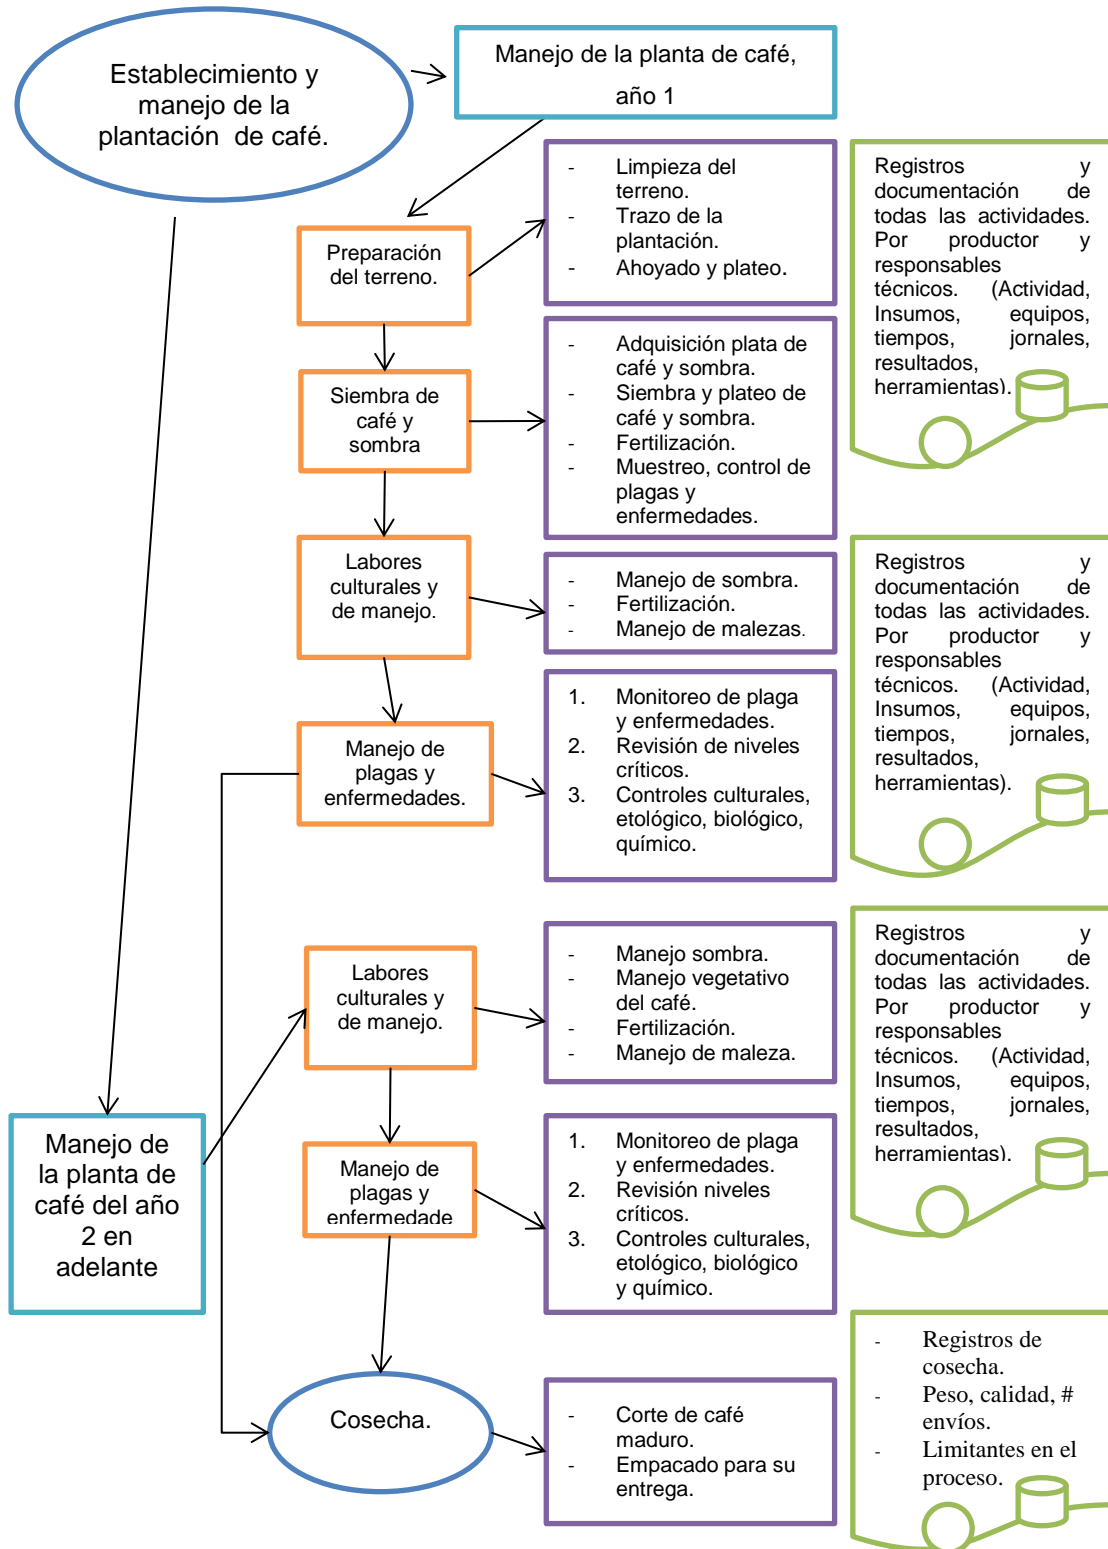 Establecimiento y
manejo de la
plantación de café.
Manejo de la planta de café,
año 1
Preparación
del terreno.
- Limpieza del
terreno.
- Trazo de la
plantación.
- Ahoyado y plateo.
Registros y
documentación de
todas las actividades.
Por productor y
responsables
técnicos. (Actividad,
Insumos, equipos,
tiempos, jornales,
resultados,
herramientas).
Siembra de
café y
sombra
- Adquisición plata de
café y sombra.
- Siembra y plateo de
café y sombra.
- Fertilización.
- Muestreo, control de
plagas y
enfermedades.
Labores
culturales y
de manejo.
- Manejo de sombra.
- Fertilización.
- Manejo de malezas.
Registros y
documentación de
todas las actividades.
Por productor y
responsables
técnicos. (Actividad,
Insumos, equipos,
tiempos, jornales,
resultados,
herramientas).
Manejo de
plagas y
enfermedades.
1. Monitoreo de plaga
y enfermedades.
2. Revisión de niveles
críticos.
3. Controles culturales,
etológico, biológico,
químico.
Labores
culturales y
de manejo.
- Manejo sombra.
- Manejo vegetativo
del café.
- Fertilización.
- Manejo de maleza.
Registros y
documentación de
todas las actividades.
Por productor y
responsables
técnicos. (Actividad,
Insumos, equipos,
tiempos, jornales,
resultados,
herramientas).
Manejo de
la planta de
café del año
2 en
adelante
Manejo de
plagas y
enfermedade
1. Monitoreo de plaga
y enfermedades.
2. Revisión niveles
críticos.
3. Controles culturales,
etológico, biológico
y químico.
Cosecha.
- Corte de café
maduro.
- Empacado para su
entrega.
- Registros de
cosecha.
- Peso, calidad, #
envíos.
- Limitantes en el
proceso.